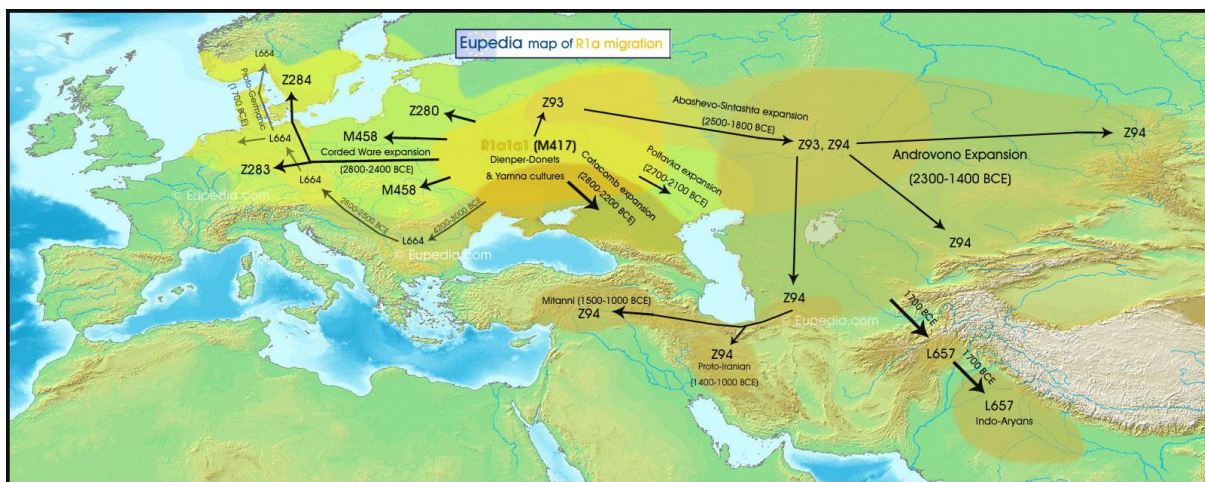 Eupedia map of R1a migration
L664
Z284
Proto-Germanic
(1700 BCE)
L664
Z283
L664
Z280
M458
Corded Ware expansion
(2800-2400 BCE)
M458
2800-2500 BCE
L664
4200-3000 BCE
© Eupedia.com
© Eupedia.com
Z93
R1a1a1 (M417)
Dienper-Donets
& Yamna cultures
Catacomb expansion
(2800-2200 BCE)
Poltavka expansion
(2700-2100 BCE)
Abashevo-Sintashta expansion
(2500-1800 BCE)
Z93, Z94
Z94
Androvono Expansion
(2300-1400 BCE)
Z94
Z94
© Eupedia.com
Mitanni (1500-1000 BCE)
Z94
Z94
Proto-Iranian
(1400-1000 BCE)
1700 BCE
L657
1700 BCE
L657
Indo-Aryans